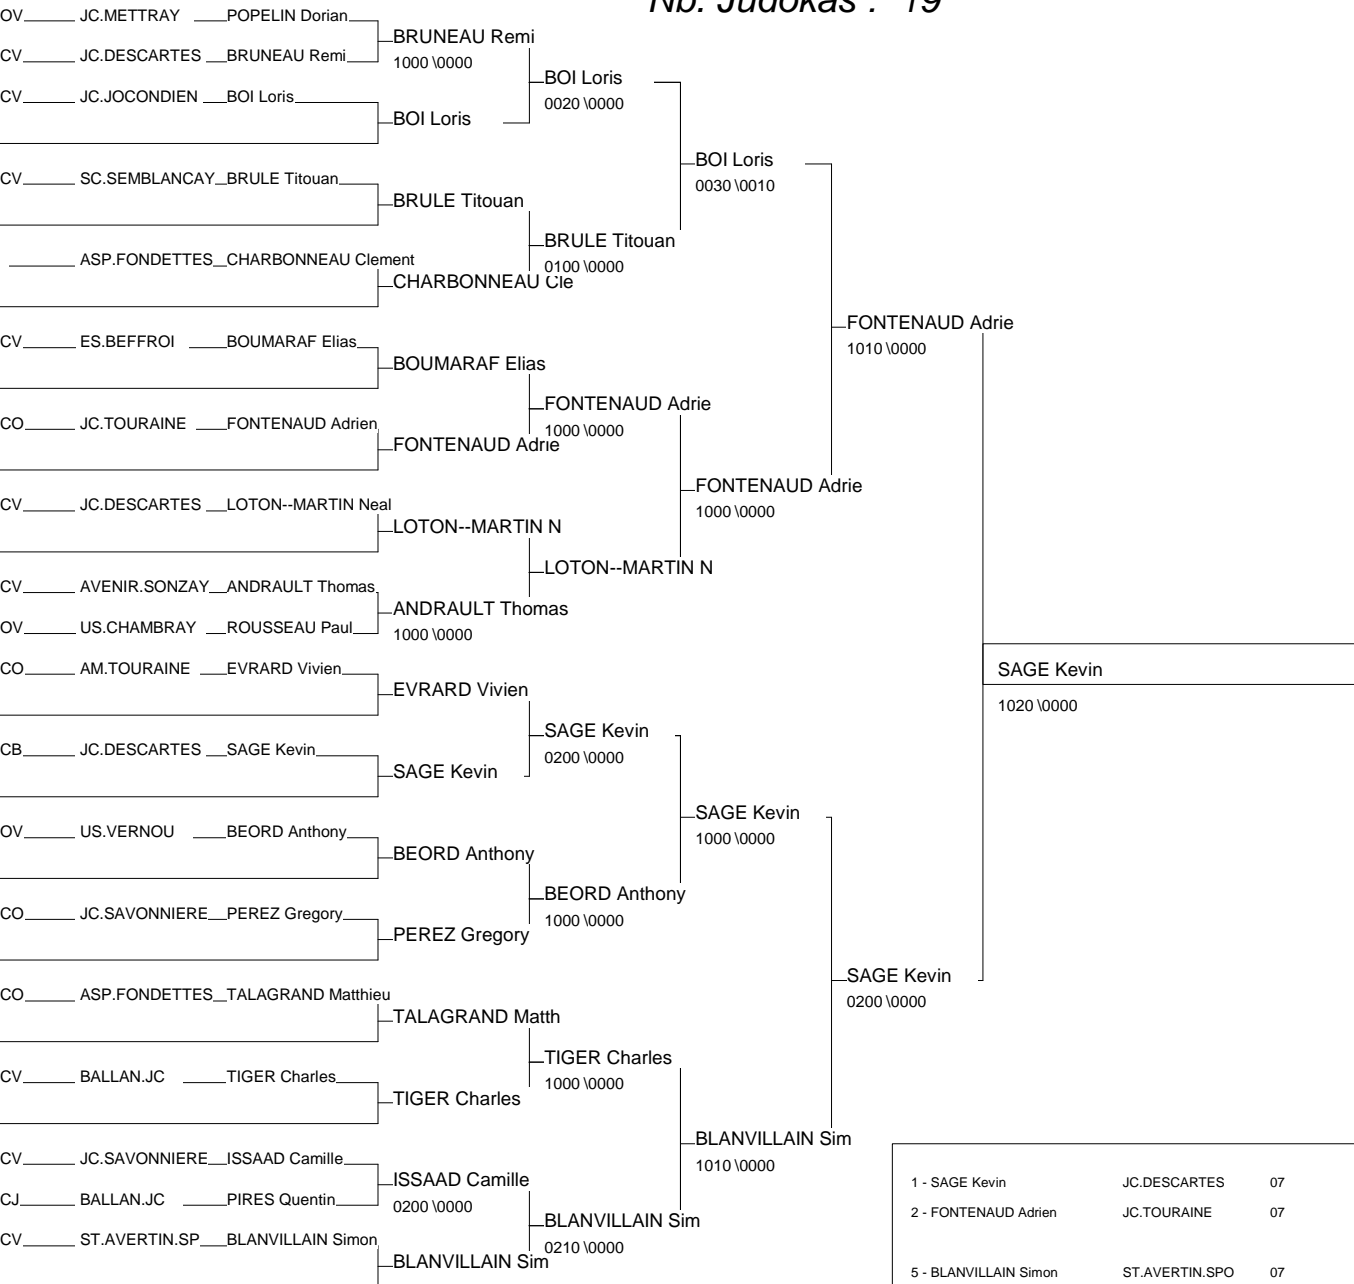 Nb. Judokas : 19
OV JC.METTRAY POPELIN Dorian
BRUNEAU Remi
CV JC.DESCARTES BRUNEAU Remi
1000 \0000
BOI Loris
CV JC.JOCONDIEN BOI Loris
0020 \0000
BOI Loris
BOI Loris
CV SC.SEMBLANCAY BRULE Titouan
0030 \0010
BRULE Titouan
BRULE Titouan
ASP.FONDETTES CHARBONNEAU Clement
0100 \0000
CHARBONNEAU Cle
FONTENAUD Adrie
CV ES.BEFFROI BOUMARAF Elias
1010 \0000
BOUMARAF Elias
FONTENAUD Adrie
CO JC.TOURAINE FONTENAUD Adrien
1000 \0000
FONTENAUD Adrie
FONTENAUD Adrie
CV JC.DESCARTES LOTON--MARTIN Neal
1000 \0000
LOTON--MARTIN N
LOTON--MARTIN N
CV AVENIR.SONZAY ANDRAULT Thomas
ANDRAULT Thomas
OV US.CHAMBRAY ROUSSEAU Paul
1000 \0000
CO AM.TOURAINE EVRARD Vivien
SAGE Kevin
EVRARD Vivien
1020 \0000
SAGE Kevin
CB JC.DESCARTES SAGE Kevin
0200 \0000
SAGE Kevin
SAGE Kevin
OV US.VERNOU BEORD Anthony
1000 \0000
BEORD Anthony
BEORD Anthony
CO JC.SAVONNIERE PEREZ Gregory
1000 \0000
PEREZ Gregory
SAGE Kevin
CO ASP.FONDETTES TALAGRAND Matthieu
0200 \0000
TALAGRAND Matth
TIGER Charles
CV BALLAN.JC TIGER Charles
1000 \0000
TIGER Charles
BLANVILLAIN Sim
CV JC.SAVONNIERE ISSAAD Camille
1010 \0000
ISSAAD Camille
1 - SAGE Kevin JC.DESCARTES 07
CJ BALLAN.JC PIRES Quentin
0200 \0000
2 - FONTENAUD Adrien JC.TOURAINE 07
BLANVILLAIN Sim
CV ST.AVERTIN.SP BLANVILLAIN Simon
0210 \0000
BLANVILLAIN Sim
5 - BLANVILLAIN Simon ST.AVERTIN.SPO 07